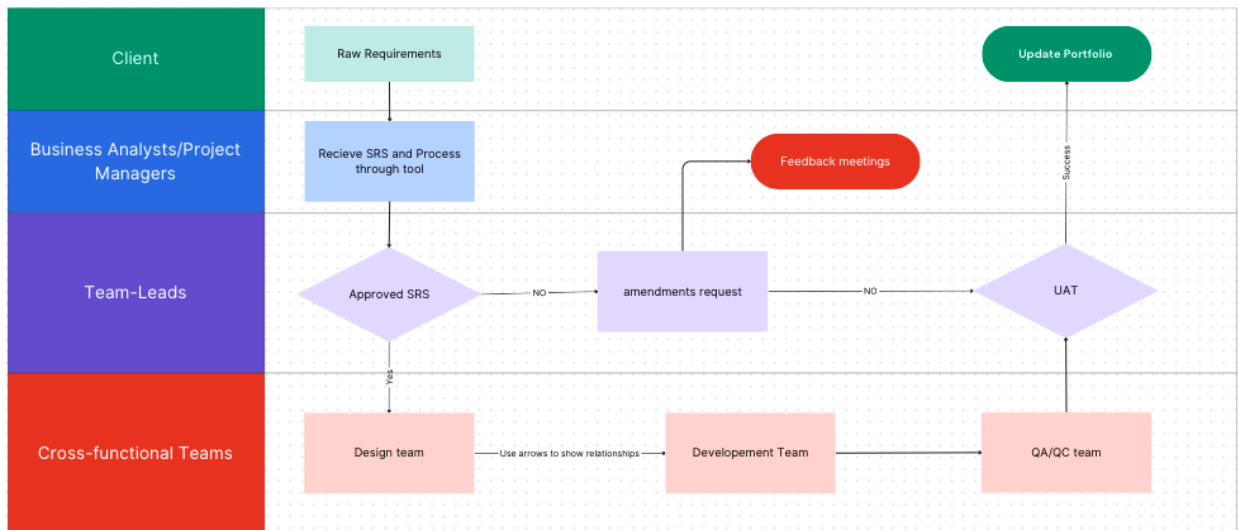 Client
Raw Requirements
Update Portfolio
Business Analysts/Project
Managers
Recieve SRS and Process
through tool
Feedback meetings
Success
Team-Leads
Approved SRS
NO
amendments request
NO
UAT
Yes
Cross-functional Teams
Design team
Use arrows to show relationships
Developement Team
QA/QC team